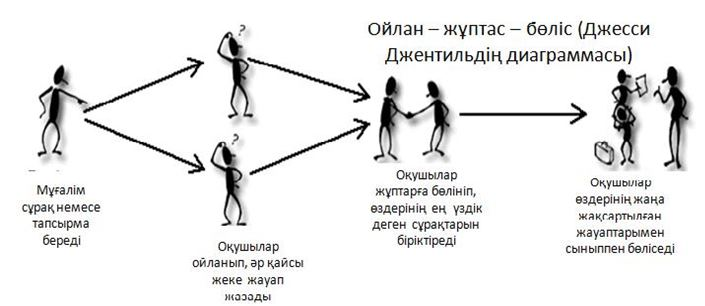 Ойлан – жұптас – бөліс (Джесси
Джентильдің диаграммасы)
?
?
Мұғалім
сұрақ немесе
тапсырма
береді
Оқушылар
ойланып, әр қайсы
жеке жауап
жазады
Оқушылар
жұптарға бөлініп,
өздерінің ең үздік
деген сұрақтарын
біріктіреді
Оқушылар
өздерінің жаңа
жақсартылған
жауаптарымен
сыныппен бөліседі